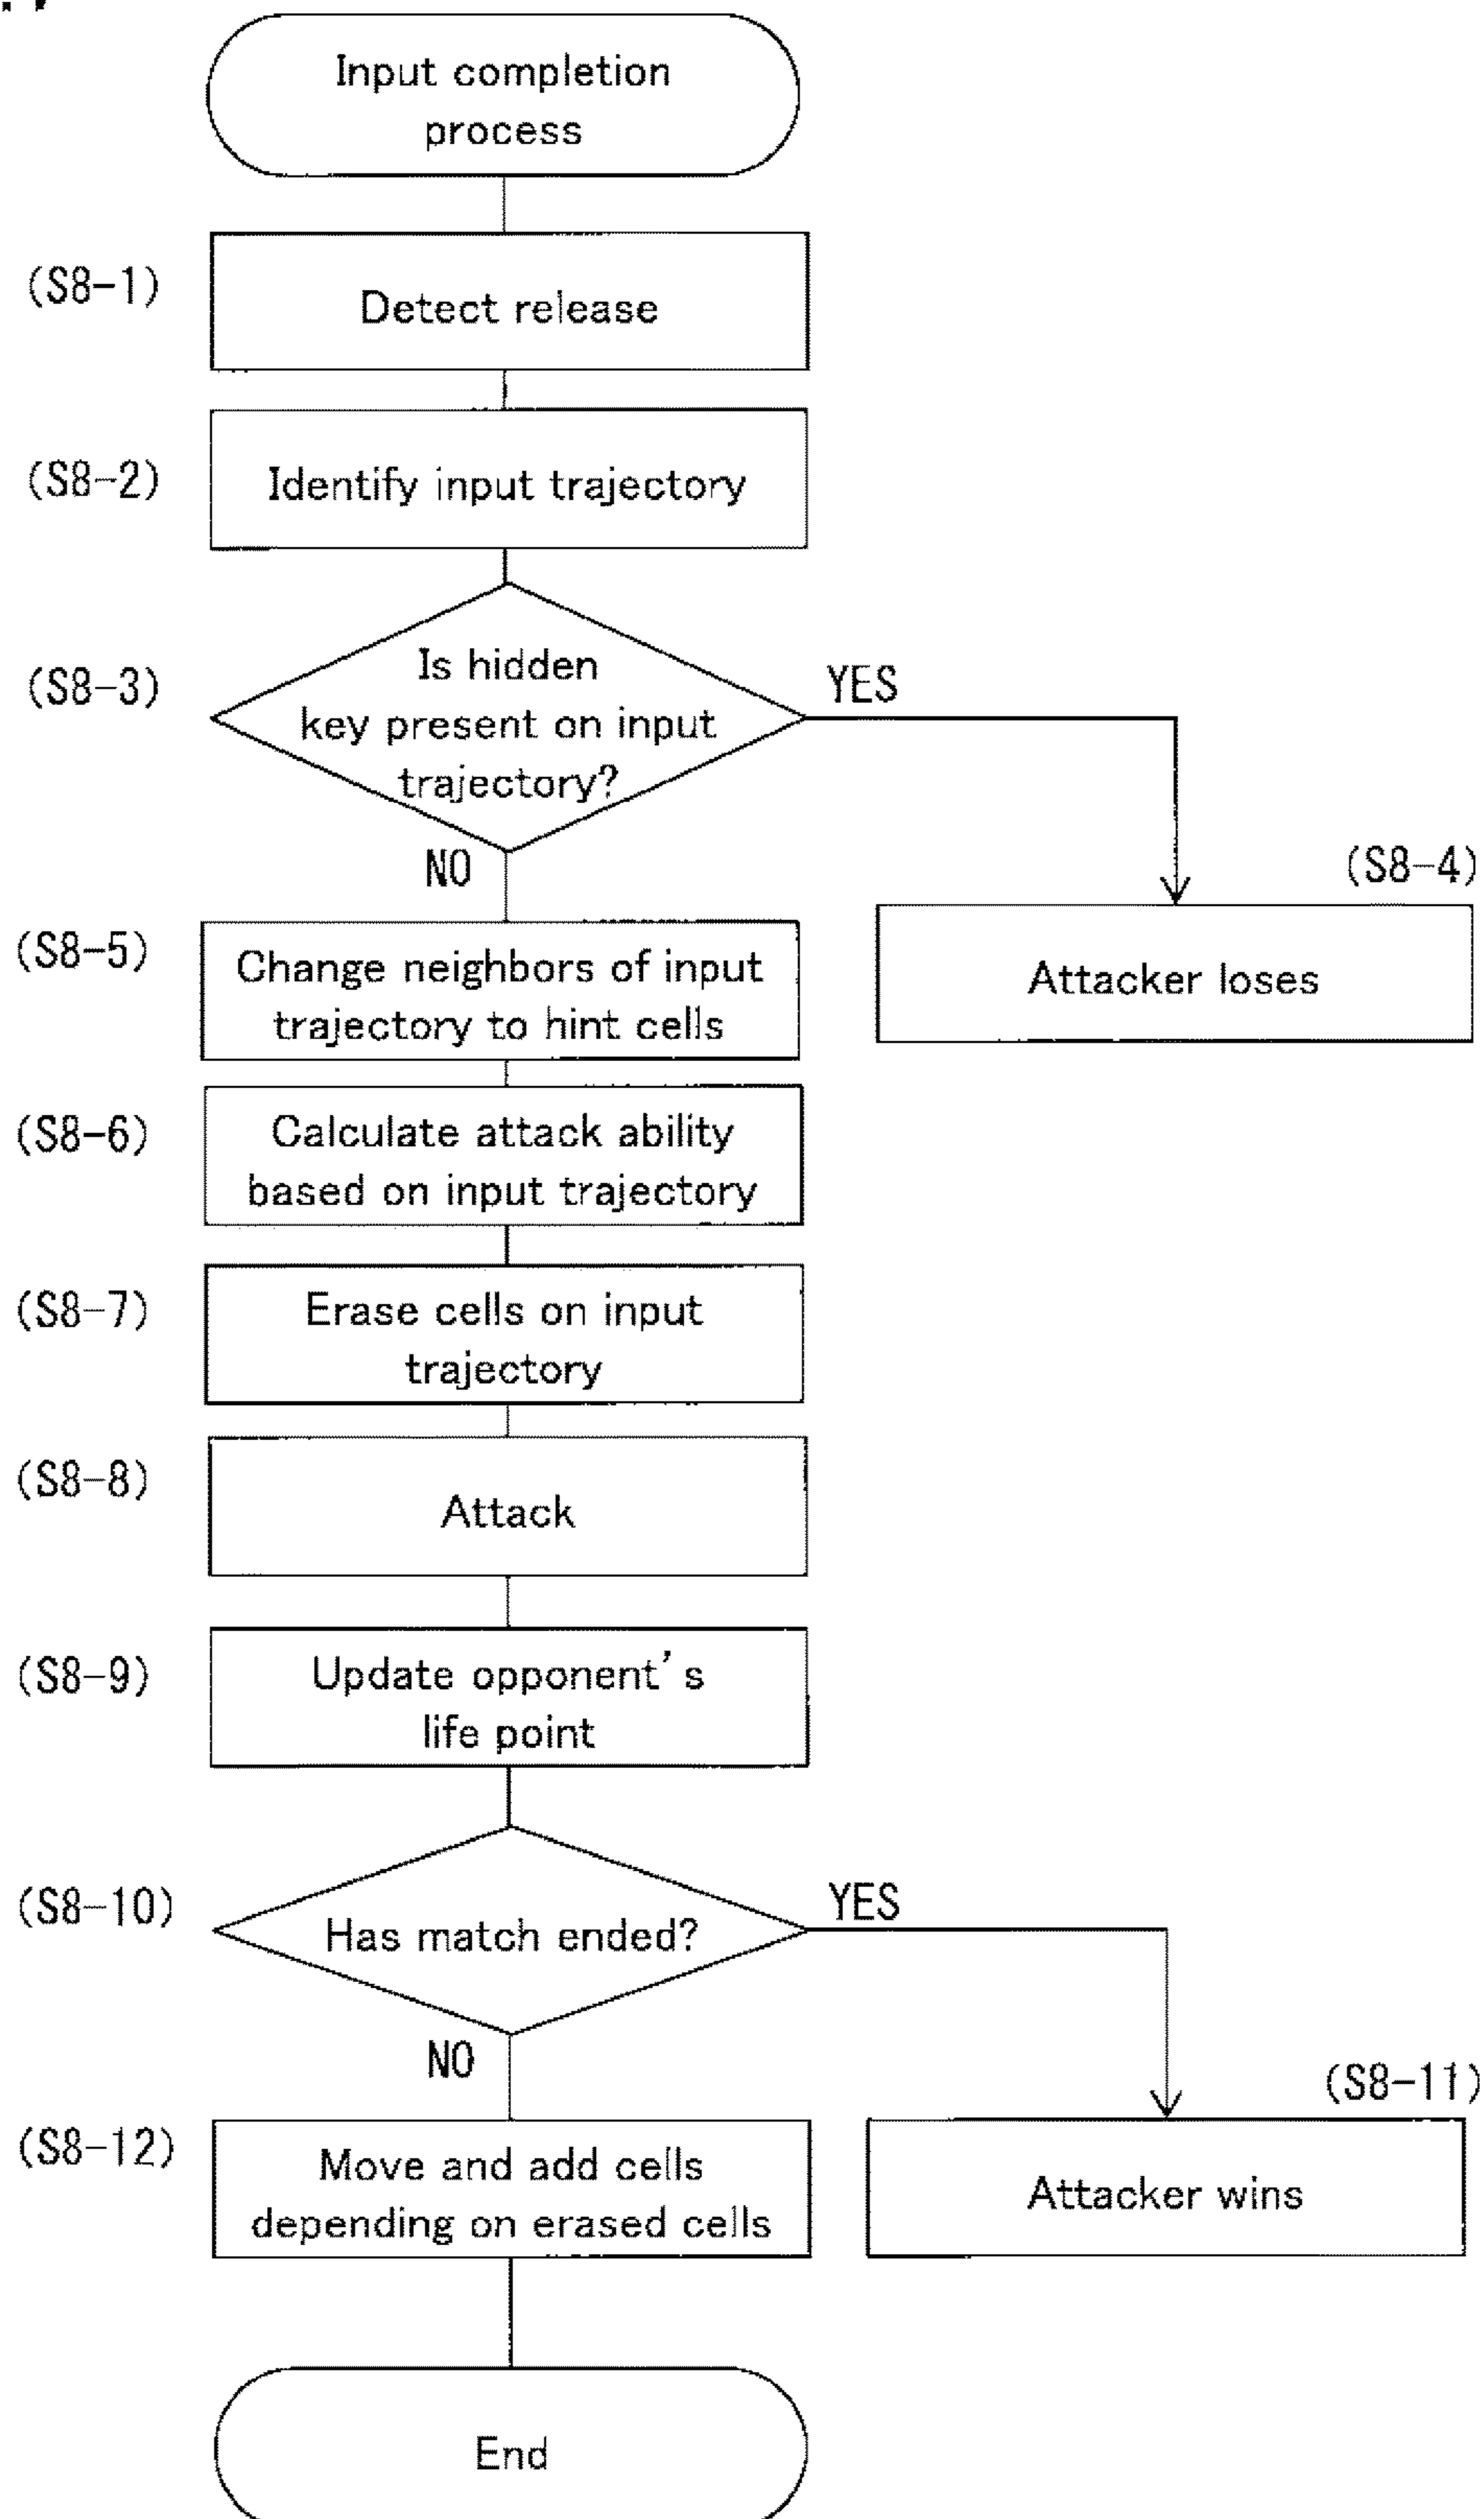 Input completion
process
(S8-1)
Detect release
(S8-2)
Identify input trajectory
(S8-3)
Is hidden
key present on input
trajectory?
YES
NO
(S8-4)
Attacker loses
(S8-5)
Change neighbors of input
trajectory to hint cells
(S8-6)
Calculate attack ability
based on input trajectory
(S8-7)
Erase cells on input
trajectory
(S8-8)
Attack
(S8-9)
Update opponent's
life point
(S8-10)
Has match ended?
YES
NO
(S8-11)
Attacker wins
(S8-12)
Move and add cells
depending on erased cells
End